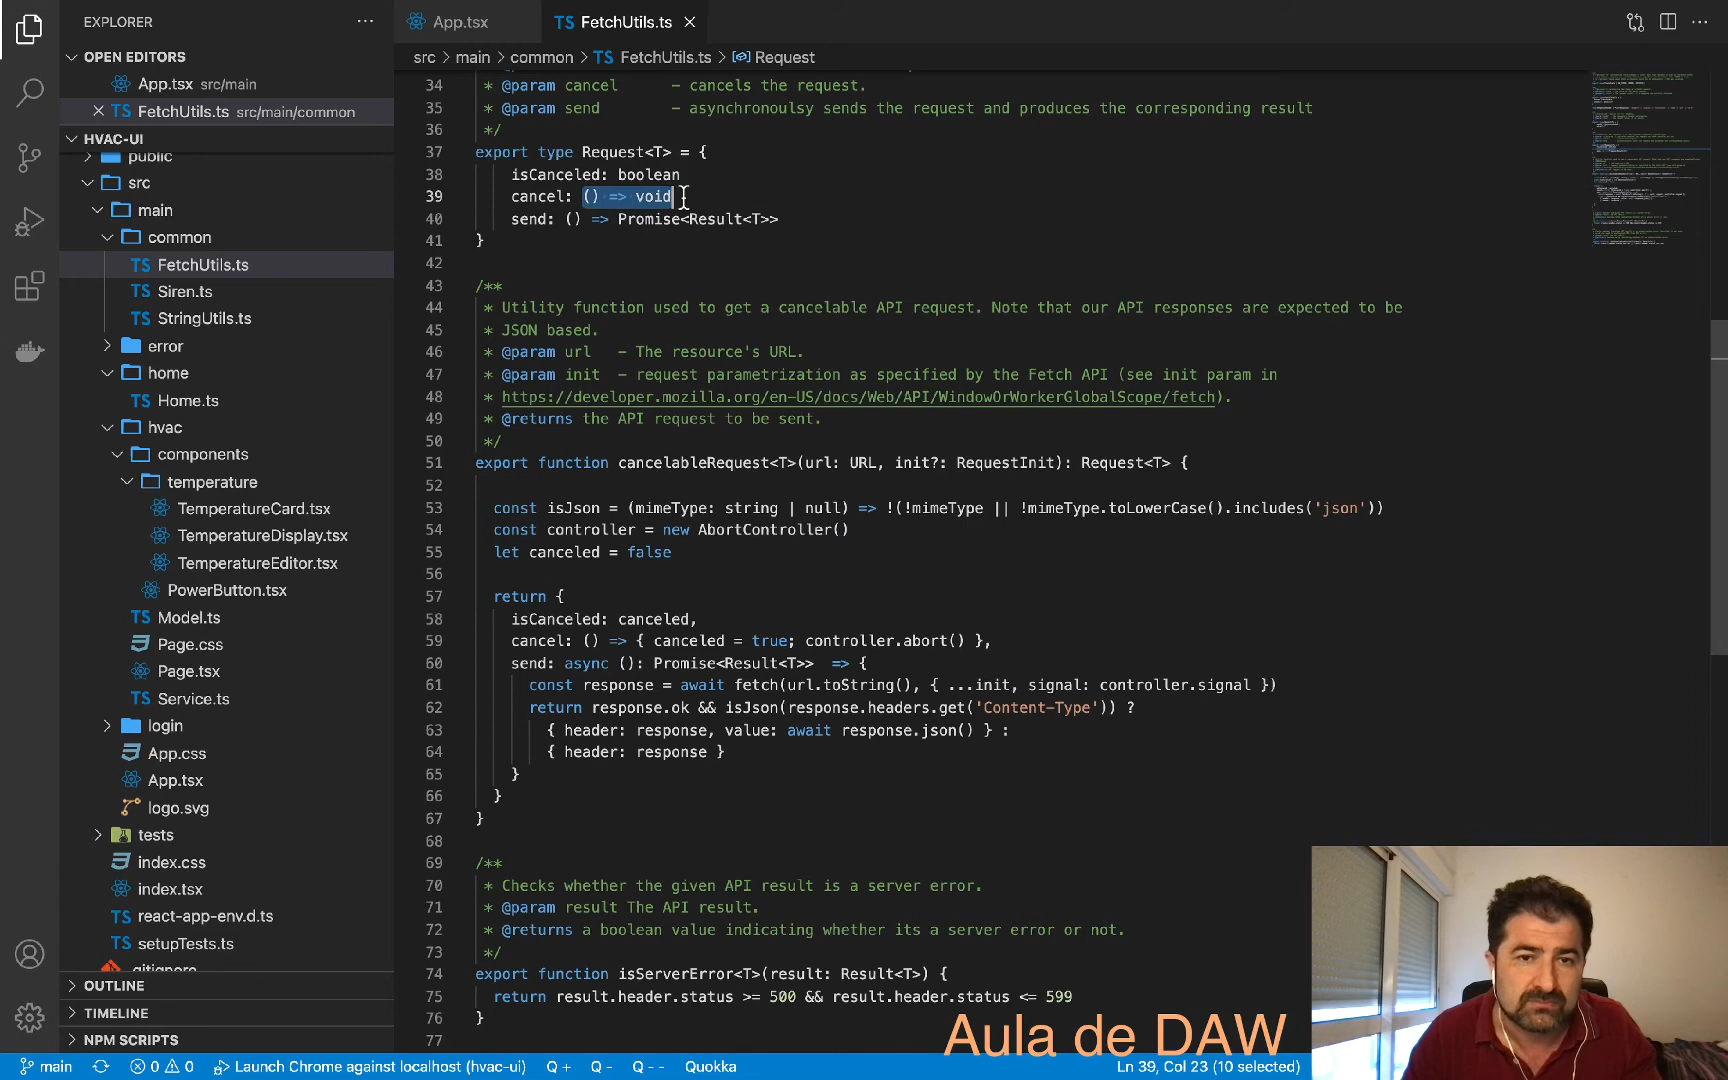 EXPLORER
OPEN EDITORS
App.tsx src/main
FetchUtils.ts src/main/common
HVAC-UI
public
src
main
common
FetchUtils.ts
Siren.ts
StringUtils.ts
error
home
Home.ts
hvac
components
temperature
TemperatureCard.tsx
TemperatureDisplay.tsx
TemperatureEditor.tsx
PowerButton.tsx
Model.ts
Page.css
Page.tsx
Service.ts
login
App.css
App.tsx
logo.svg
tests
index.css
index.tsx
react-app-env.d.ts
setupTests.ts
.gitignore
OUTLINE
TIMELINE
NPM SCRIPTS
App.tsx
TS FetchUtils.ts
src > main > common > TS FetchUtils.ts > Request
34 * @param cancel - cancels the request.
35 * @param send - asynchronoulsy sends the request and produces the corresponding result
36 */
37 export type Request<T> = {
38 isCanceled: boolean
39 cancel: () => void
40 send: () => Promise<Result<T>>
41 }
42
43 /**
44 * Utility function used to get a cancelable API request. Note that our API responses are expected to be
45 * JSON based.
46 * @param url - The resource's URL.
47 * @param init - request parametrization as specified by the Fetch API (see init param in
48 * https://developer.mozilla.org/en-US/docs/Web/API/WindowOrWorkerGlobalScope/fetch).
49 * @returns the API request to be sent.
50 */
51 export function cancelableRequest<T>(url: URL, init?: RequestInit): Request<T> {
52
53 const isJson = (mimeType: string | null) => !(!mimeType || !mimeType.toLowerCase().includes('json'))
54 const controller = new AbortController()
55 let canceled = false
56
57 return {
58 isCanceled: canceled,
59 cancel: () => { canceled = true; controller.abort() },
60 send: async (): Promise<Result<T>> => {
61 const response = await fetch(url.toString(), { ...init, signal: controller.signal })
62 return response.ok && isJson(response.headers.get('Content-Type')) ?
63 { header: response, value: await response.json() } :
64 { header: response }
65 }
66 }
67 }
68
69 /**
70 * Checks whether the given API result is a server error.
71 * @param result The API result.
72 * @returns a boolean value indicating whether its a server error or not.
73 */
74 export function isServerError<T>(result: Result<T>) {
75 return result.header.status >= 500 && result.header.status <= 599
76 }
77
Aula de DAW
main 0 0 Launch Chrome against localhost (hvac-ui) Q + Q - Q - - Quokka Ln 39, Col 23 (10 selected)